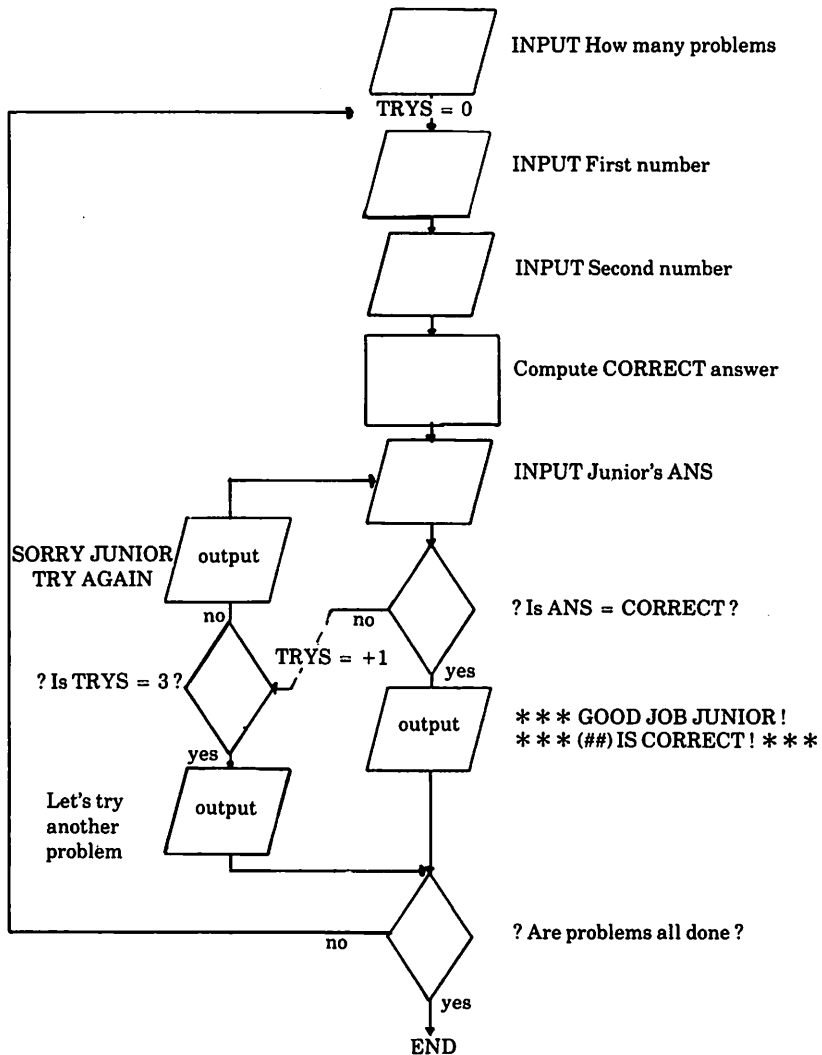 INPUT How many problems
TRYS = 0
INPUT First number
INPUT Second number
Compute CORRECT answer
INPUT Junior's ANS
SORRY JUNIOR
TRY AGAIN
output
no
? Is ANS = CORRECT ?
no
TRYS = +1
? Is TRYS = 3 ?
yes
output
* * * GOOD JOB JUNIOR !
* * * (##) IS CORRECT ! * * *
yes
output
Let's try
another
problem
? Are problems all done ?
no
yes
END